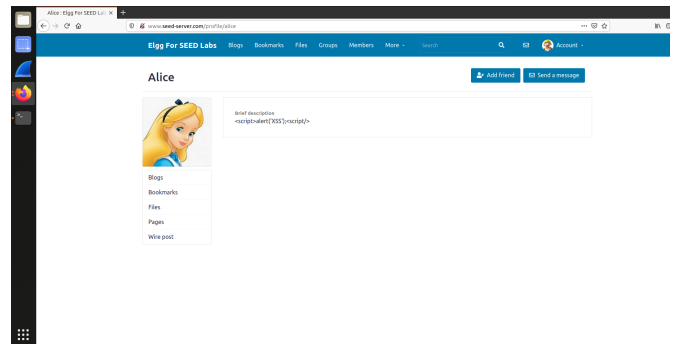 Alice : Elgg For SEED Lab
www.seed-server.com/profile/alice
Elgg For SEED Labs Blogs Bookmarks Files Groups Members More Search Account
Alice
Add friend Send a message
Brief description
<script>alert('XSS');<script/>
Blogs
Bookmarks
Files
Pages
Wire post